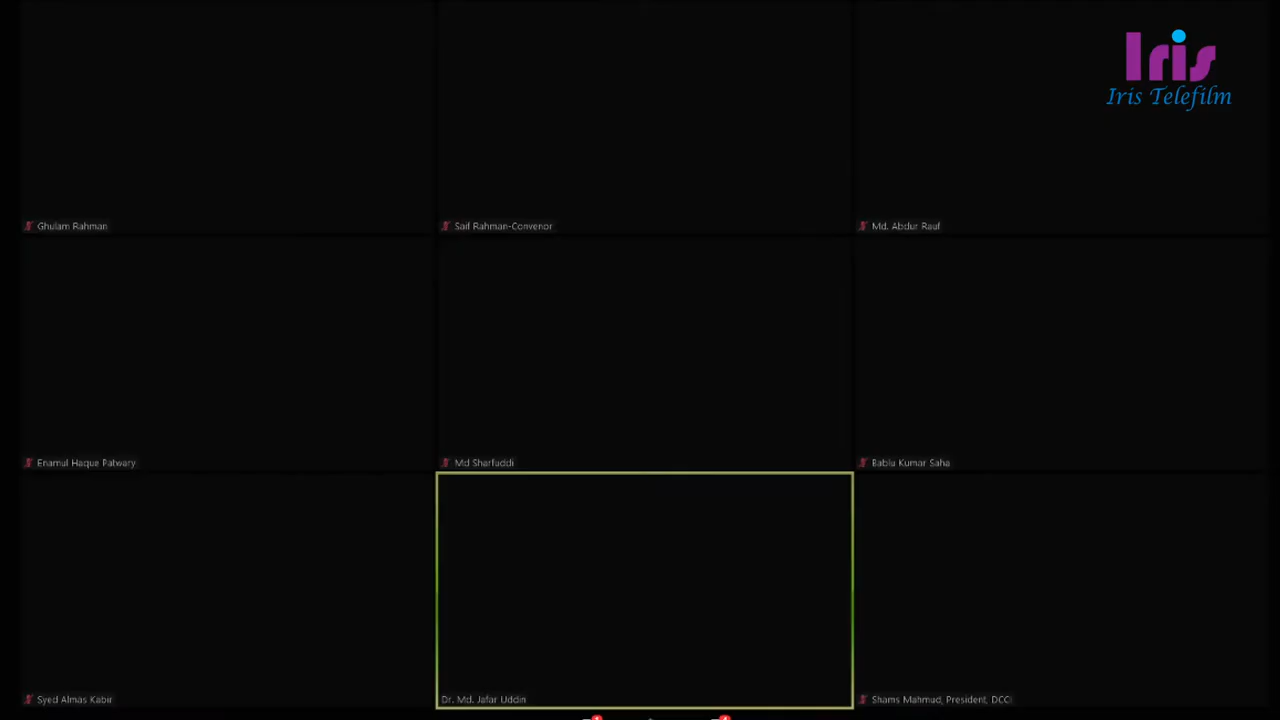 Iris
Iris Telefilm
Ghulam Rahman
Saif Rahman-Convenor
Md. Abdur Rauf
Enamul Haque Patwary
Md Sharfuddi
Bablu Kumar Saha
Syed Almas Kabir
Dr. Md. Jafar Uddin
Shams Mahmud, President, DCCI